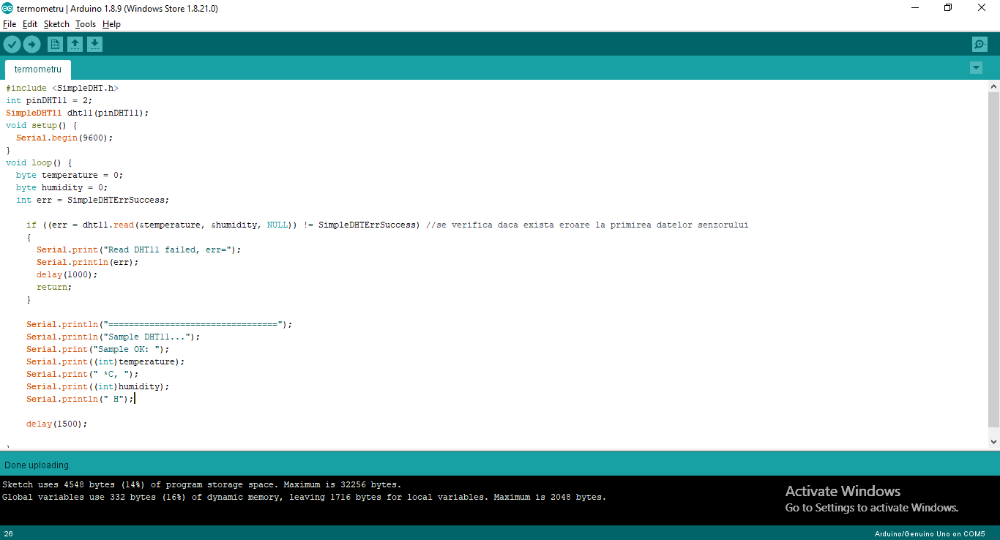 termometru | Arduino 1.8.9 (Windows Store 1.8.21.0)
File Edit Sketch Tools Help
termometru
#include <SimpleDHT.h>
int pinDHT11 = 2;
SimpleDHT11 dht11(pinDHT11);
void setup() {
  Serial.begin(9600);
}
void loop() {
  byte temperature = 0;
  byte humidity = 0;
  int err = SimpleDHTErrSuccess;
    if ((err = dht11.read(&temperature, &humidity, NULL)) != SimpleDHTErrSuccess) //se verifica daca exista eroare la primirea datelor senzorului
    {
      Serial.print("Read DHT11 failed, err=");
      Serial.println(err);
      delay(1000);
      return;
    }
    Serial.println("=================================");
    Serial.println("Sample DHT11...");
    Serial.print("Sample OK: ");
    Serial.print((int)temperature);
    Serial.print(" *C, ");
    Serial.print((int)humidity);
    Serial.println(" H");
    delay(1500);
Done uploading.
Sketch uses 4548 bytes (14%) of program storage space. Maximum is 32256 bytes.
Global variables use 332 bytes (16%) of dynamic memory, leaving 1716 bytes for local variables. Maximum is 2048 bytes.
Activate Windows
Go to Settings to activate Windows.
26
Arduino/Genuino Uno on COM5